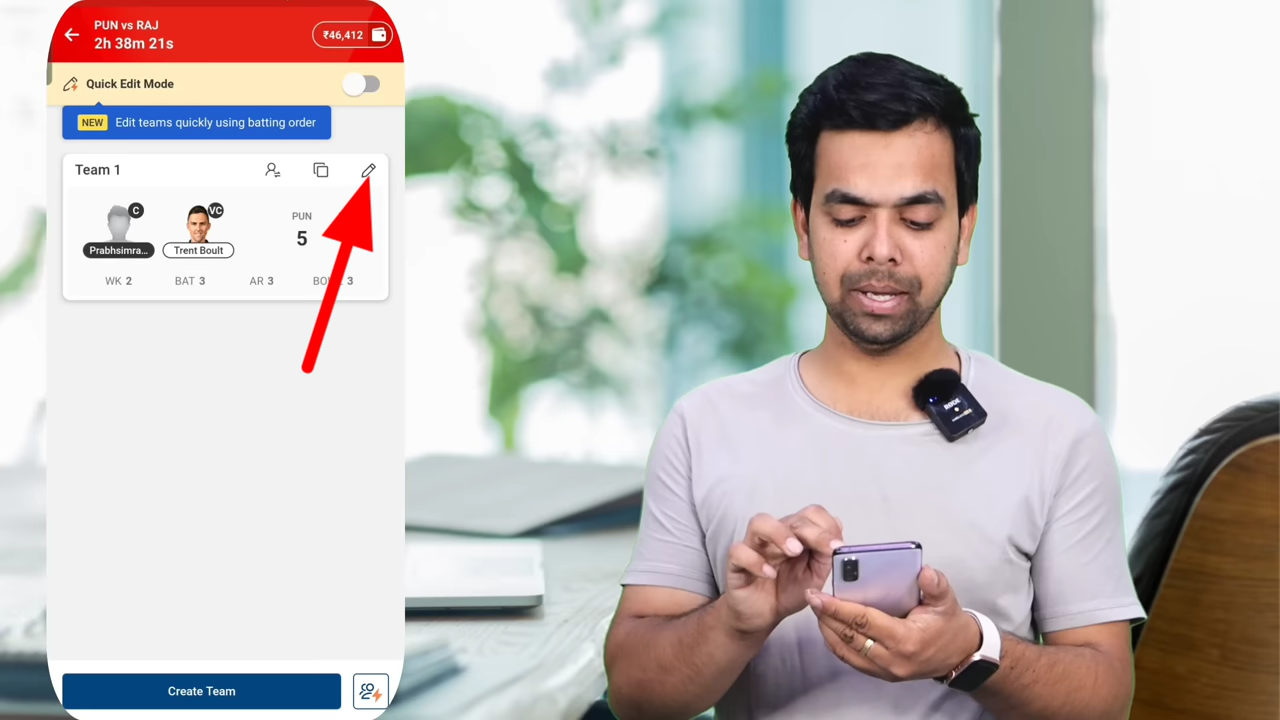 PUN vs RAJ
2h 38m 21s
₹46,412
Quick Edit Mode
NEW Edit teams quickly using batting order
Team 1
C
VC
PUN
5
Prabhsimra...
Trent Boult
WK 2 BAT 3 AR 3 3
Create Team
RODE